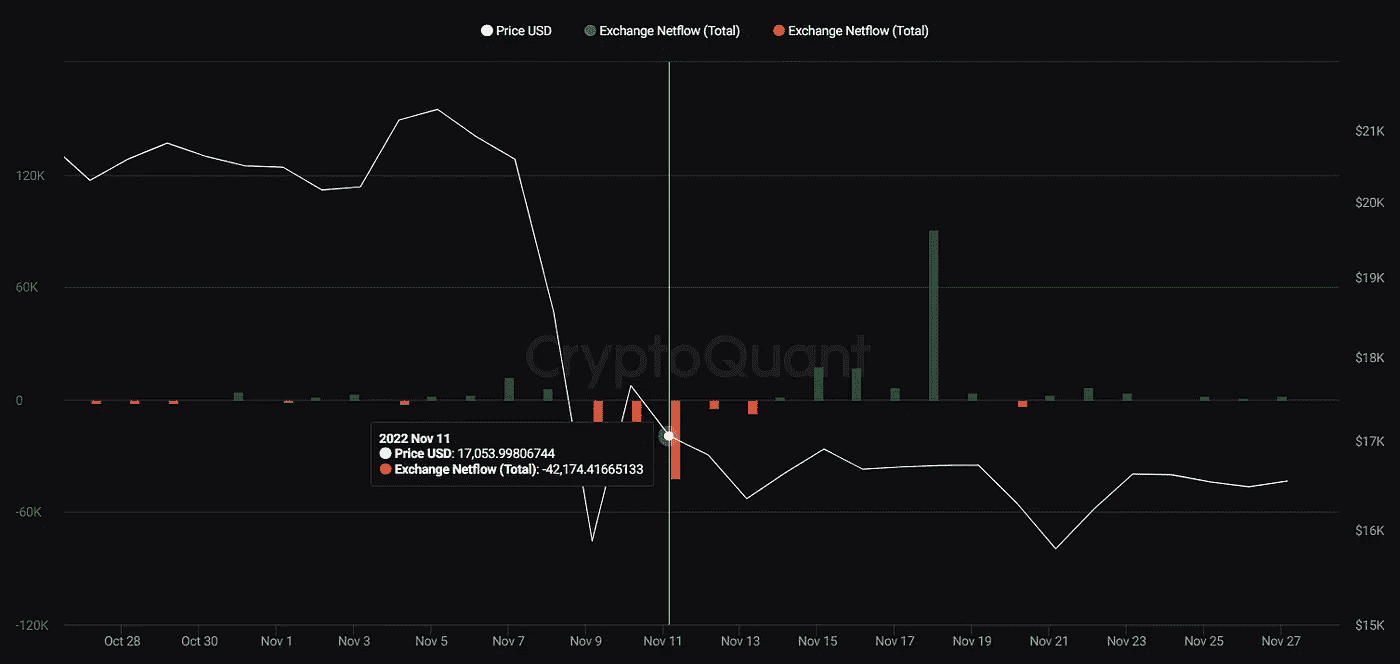 Price USD Exchange Netflow (Total) Exchange Netflow (Total)
120K
60K
0
-60K
-120K
$21K
$20K
$19K
$18K
$17K
$16K
$15K
CryptoQuant
2022 Nov 11
Price USD: 17,053.99806744
Exchange Netflow (Total): -42,174.41665133
Oct 28 Oct 30 Nov 1 Nov 3 Nov 5 Nov 7 Nov 9 Nov 11 Nov 13 Nov 15 Nov 17 Nov 19 Nov 21 Nov 23 Nov 25 Nov 27